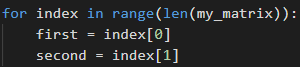 for index in range(len(my_matrix)):
    first = index[0]
    second = index[1]